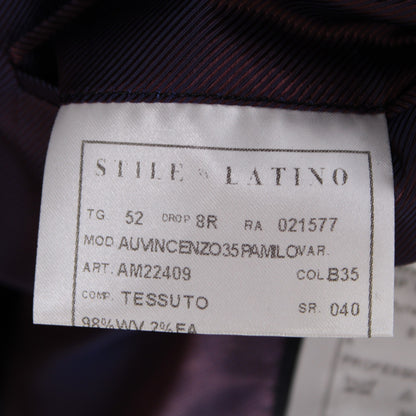 STILE LATINO
TG. 52 DROP 8R RA 021577
MOD AUVINCENZO35PAMILO VAR.
ART. AM22409 COL B35
COMP. TESSUTO SR. 040
98% WV 2% EA